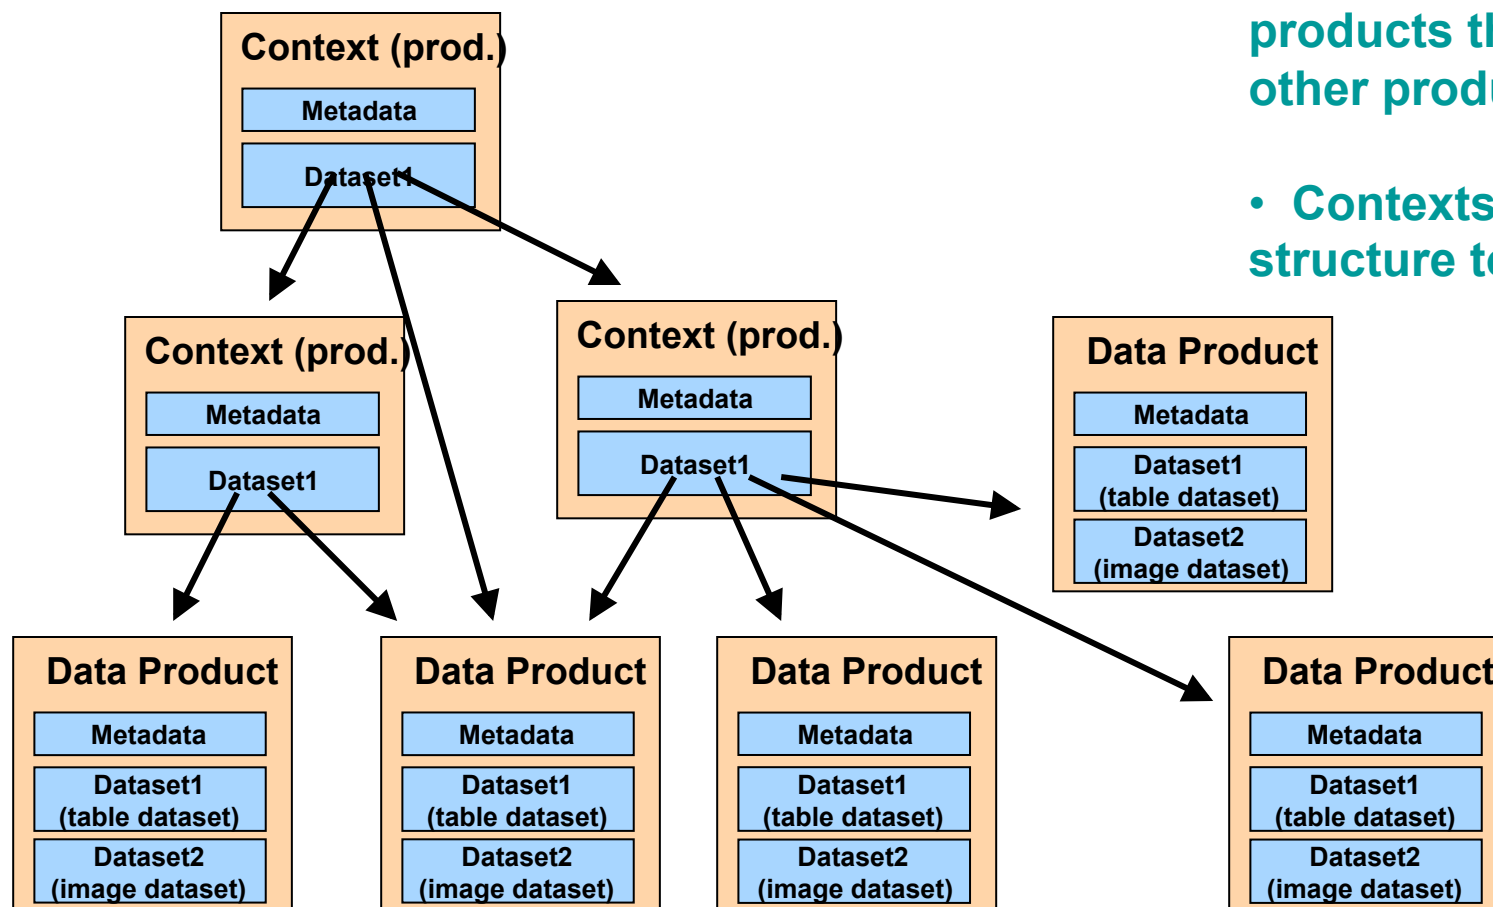 Context (prod.)
Metadata
Dataset1
products
other
• Contexts
structure
Context (prod.)
Metadata
Dataset1
Context (prod.)
Metadata
Dataset1
Data Product
Metadata
Dataset1
(table dataset)
Dataset2
(image dataset)
Data Product
Metadata
Dataset1
(table dataset)
Dataset2
(image dataset)
Data Product
Metadata
Dataset1
(table dataset)
Dataset2
(image dataset)
Data Product
Metadata
Dataset1
(table dataset)
Dataset2
(image dataset)
Data Product
Metadata
Dataset1
(table dataset)
Dataset2
(image dataset)